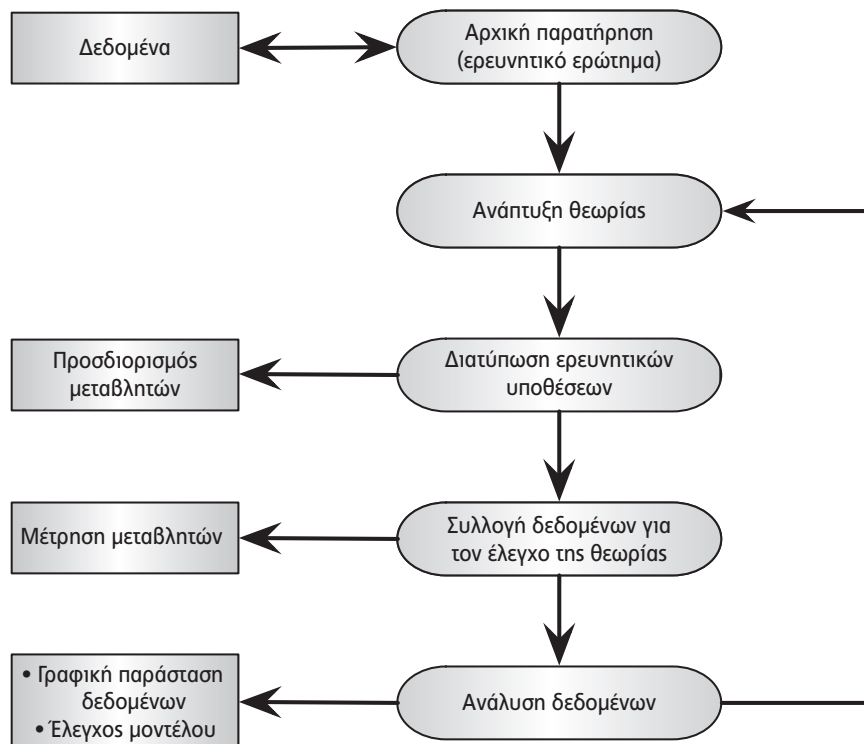 Δεδομένα
Αρχική παρατήρηση
(ερευνητικό ερώτημα)
Ανάπτυξη θεωρίας
Προσδιορισμός
μεταβλητών
Διατύπωση ερευνητικών
υποθέσεων
Μέτρηση μεταβλητών
Συλλογή δεδομένων για
τον έλεγχο της θεωρίας
• Γραφική παράσταση
δεδομένων
• Έλεγχος μοντέλου
Ανάλυση δεδομένων